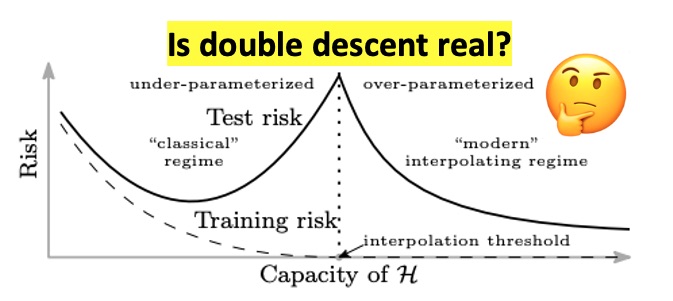 Is double descent real?
under-parameterized
over-parameterized
Test risk
“classical”
regime
“modern”
interpolating regime
Risk
Training risk
interpolation threshold
Capacity of ℋ